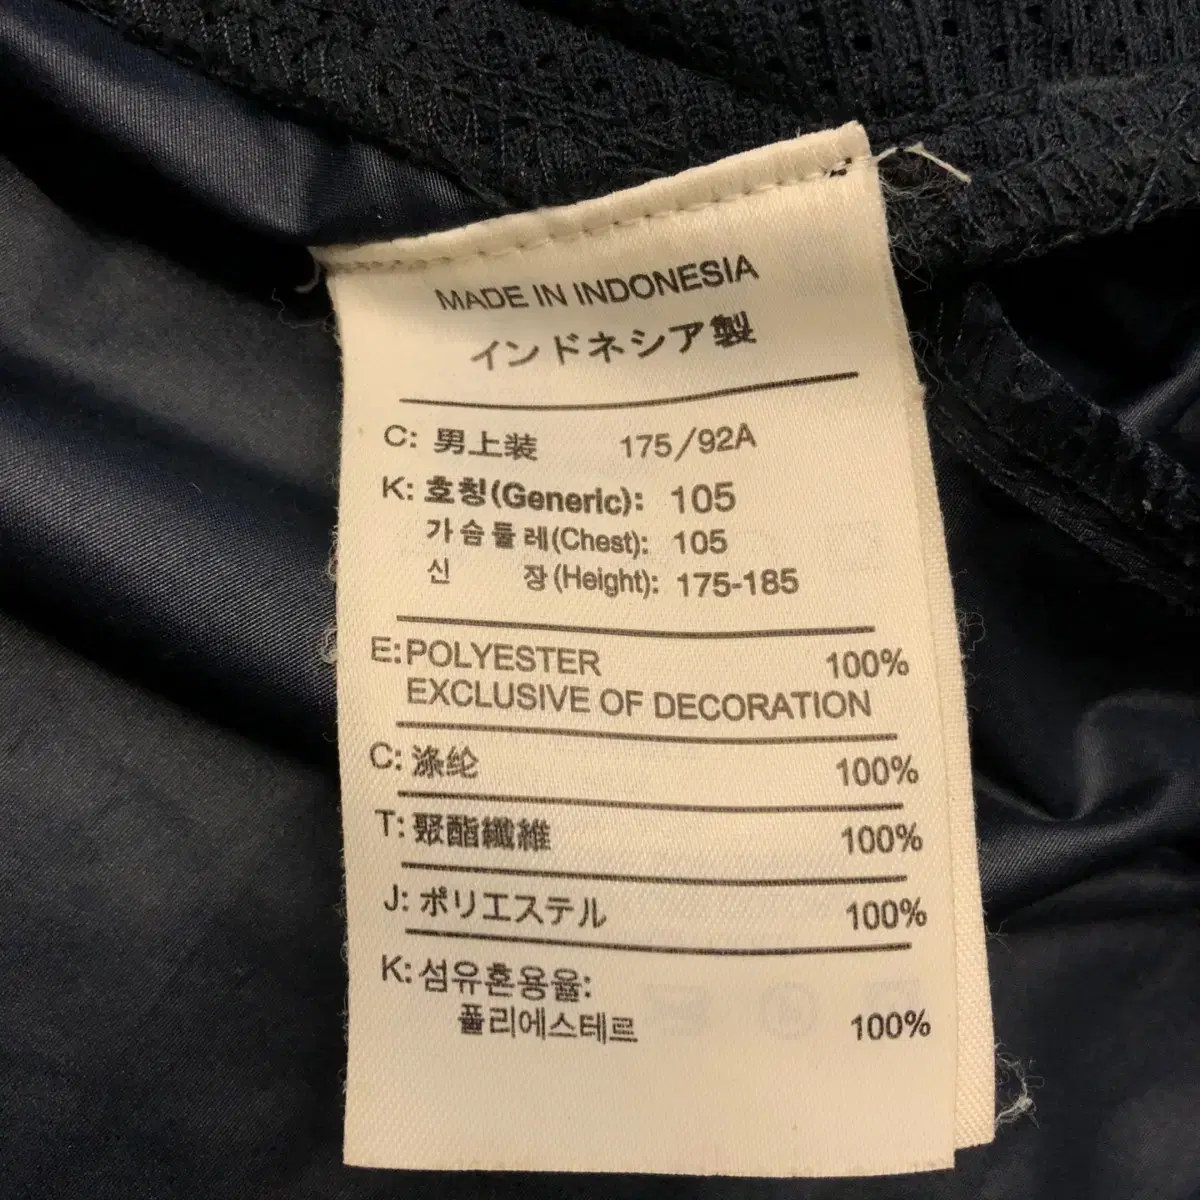 MADE IN INDONESIA
インドネシア製
C: 男上装 175/92A
K: 호칭(Generic): 105
가슴둘레(Chest): 105
신 장(Height): 175-185
E:POLYESTER 100%
EXCLUSIVE OF DECORATION
C: 涤纶 100%
T: 聚酯纖維 100%
J: ポリエステル 100%
K: 섬유혼용율:
폴리에스테르 100%